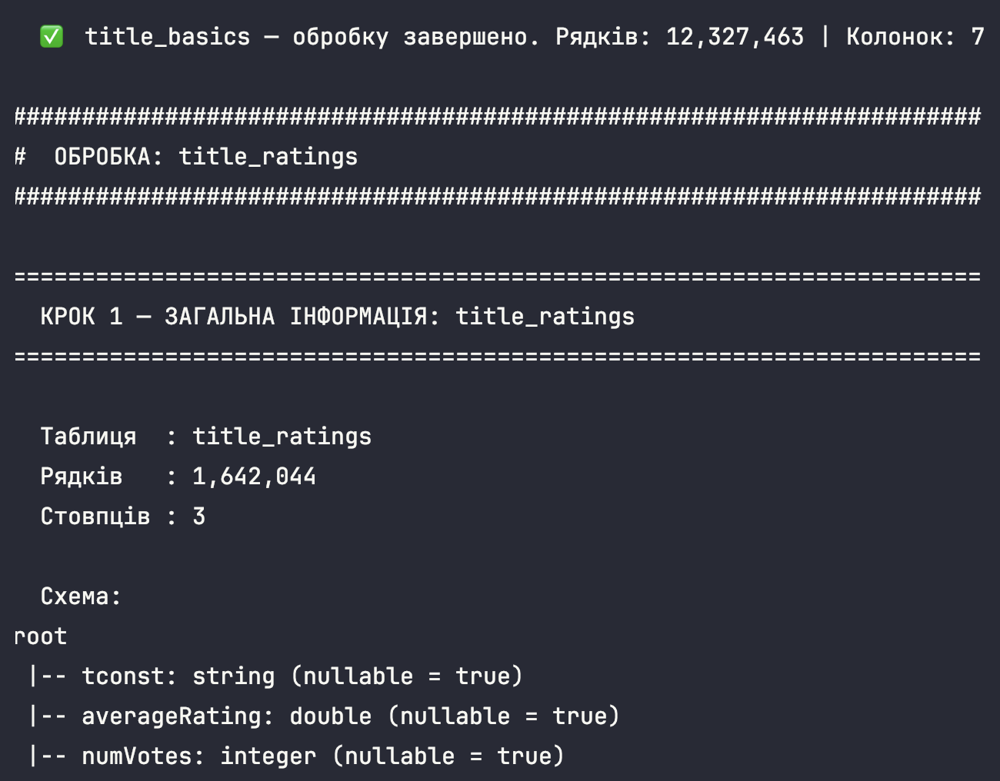 ✅ title_basics — обробку завершено. Рядків: 12,327,463 | Колонок: 7
######################################################################
#  ОБРОБКА: title_ratings
######################################################################
======================================================================
КРОК 1 — ЗАГАЛЬНА ІНФОРМАЦІЯ: title_ratings
======================================================================
Таблиця  : title_ratings
Рядків   : 1,642,044
Стовпців : 3
Схема:
root
 |-- tconst: string (nullable = true)
 |-- averageRating: double (nullable = true)
 |-- numVotes: integer (nullable = true)